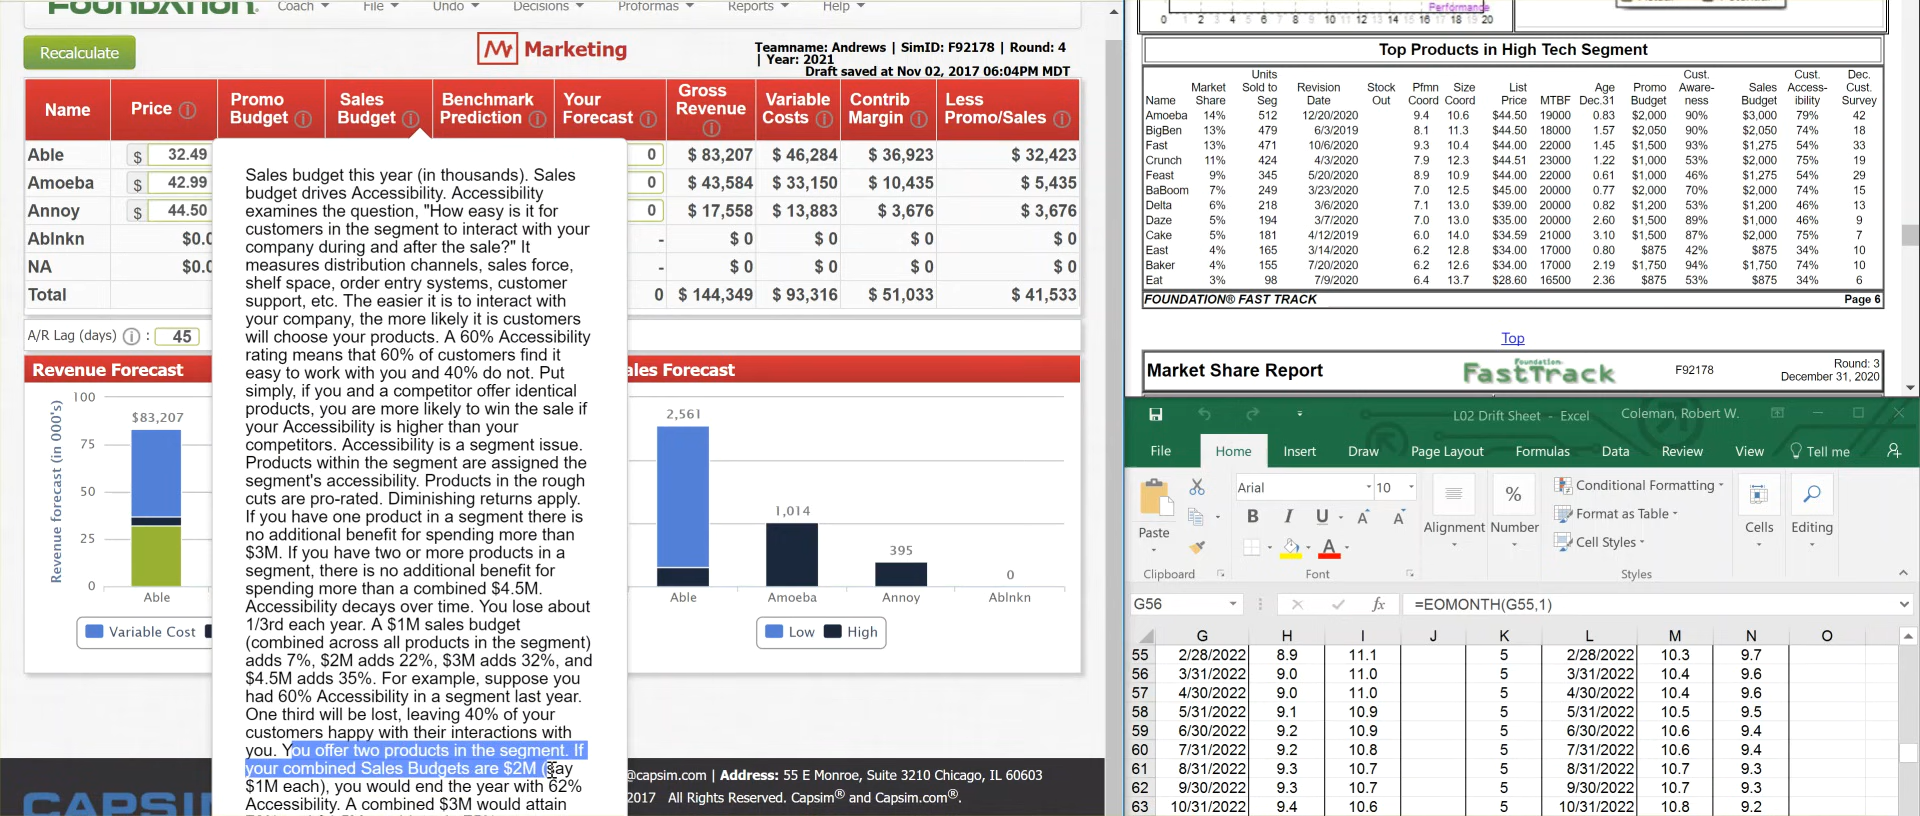 FOUNDATION®
Coach
File
Undo
Decisions
Proformas
Reports
Help
Recalculate
Marketing
Teamname: Andrews | SimID: F92178 | Round: 4
| Year: 2021
Draft saved at Nov 02, 2017 06:04PM MDT
Name Price Promo Budget Sales Budget Benchmark Prediction Your Forecast Gross Revenue Variable Costs Contrib Margin Less Promo/Sales
Able $ 32.49 0 $ 83,207 $ 46,284 $ 36,923 $ 32,423
Amoeba $ 42.99 0 $ 43,584 $ 33,150 $ 10,435 $ 5,435
Annoy $ 44.50 0 $ 17,558 $ 13,883 $ 3,676 $ 3,676
Ablnkn $0.0 - $ 0 $ 0 $ 0 $ 0
NA $0.0 - $ 0 $ 0 $ 0 $ 0
Total 0 $ 144,349 $ 93,316 $ 51,033 $ 41,533
A/R Lag (days) : 45
Sales budget this year (in thousands). Sales
budget drives Accessibility. Accessibility
examines the question, "How easy is it for
customers in the segment to interact with your
company during and after the sale?" It
measures distribution channels, sales force,
shelf space, order entry systems, customer
support, etc. The easier it is to interact with
your company, the more likely it is customers
will choose your products. A 60% Accessibility
rating means that 60% of customers find it
easy to work with you and 40% do not. Put
simply, if you and a competitor offer identical
products, you are more likely to win the sale if
your Accessibility is higher than your
competitors. Accessibility is a segment issue.
Products within the segment are assigned the
segment's accessibility. Products in the rough
cuts are pro-rated. Diminishing returns apply.
If you have one product in a segment there is
no additional benefit for spending more than
$3M. If you have two or more products in a
segment, there is no additional benefit for
spending more than a combined $4.5M.
Accessibility decays over time. You lose about
1/3rd each year. A $1M sales budget
(combined across all products in the segment)
adds 7%, $2M adds 22%, $3M adds 32%, and
$4.5M adds 35%. For example, suppose you
had 60% Accessibility in a segment last year.
One third will be lost, leaving 40% of your
customers happy with their interactions with
you. You offer two products in the segment. If
your combined Sales Budgets are $2M (say
$1M each), you would end the year with 62%
Accessibility. A combined $3M would attain
Revenue Forecast
Revenue forecast (in 000's)
100
75
50
25
0
$83,207
Able
Variable Cost
ales Forecast
2,561
1,014
395
0
Able
Amoeba
Annoy
Ablnkn
Low
High
CAPSI
@capsim.com | Address: 55 E Monroe, Suite 3210 Chicago, IL 60603
2017 All Rights Reserved. Capsim® and Capsim.com®.
Performance
0 2 4 6 8 10 12 14 16 18 20
Top Products in High Tech Segment
Name Market Share Units Sold to Seg Revision Date Stock Out Pfmn Coord Size Coord List Price MTBF Age Dec.31 Promo Budget Cust. Aware-ness Sales Budget Cust. Access-ibility Dec. Cust. Survey
Amoeba 14% 512 12/20/2020 9.4 10.6 $44.50 19000 0.83 $2,000 90% $3,000 79% 42
BigBen 13% 479 6/3/2019 8.1 11.3 $44.50 18000 1.57 $2,050 90% $2,050 74% 18
Fast 13% 471 10/6/2020 9.3 10.4 $44.00 22000 1.45 $1,500 93% $1,275 54% 33
Crunch 11% 424 4/3/2020 7.9 12.3 $44.51 23000 1.22 $1,000 53% $2,000 75% 19
Feast 9% 345 5/20/2020 8.9 10.9 $44.00 22000 0.61 $1,000 46% $1,275 54% 29
BaBoom 7% 249 3/23/2020 7.0 12.5 $45.00 20000 0.77 $2,000 70% $2,000 74% 15
Delta 6% 218 3/6/2020 7.1 13.0 $39.00 20000 0.82 $1,200 53% $1,200 46% 13
Daze 5% 194 3/7/2020 7.0 13.0 $35.00 20000 2.60 $1,500 89% $1,000 46% 9
Cake 5% 181 4/12/2019 6.0 14.0 $34.59 21000 3.10 $1,500 87% $2,000 75% 7
East 4% 165 3/14/2020 6.2 12.8 $34.00 17000 0.80 $875 42% $875 34% 10
Baker 4% 155 7/20/2020 6.2 12.6 $34.00 17000 2.19 $1,750 94% $1,750 74% 10
Eat 3% 98 7/9/2020 6.4 13.7 $28.60 16500 2.36 $875 53% $875 34% 6
FOUNDATION® FAST TRACK Page 6
Top
Market Share Report
Foundation®
FastTrack
F92178
Round: 3
December 31, 2020
L02 Drift Sheet - Excel
Coleman, Robert W.
File Home Insert Draw Page Layout Formulas Data Review View Tell me
Paste
Clipboard
Arial 10
B I U A A
A
Font
Alignment
%
Number
Conditional Formatting
Format as Table
Cell Styles
Styles
Cells
Editing
G56 fx =EOMONTH(G55,1)
G H I J K L M N O
55 2/28/2022 8.9 11.1 5 2/28/2022 10.3 9.7
56 3/31/2022 9.0 11.0 5 3/31/2022 10.4 9.6
57 4/30/2022 9.0 11.0 5 4/30/2022 10.4 9.6
58 5/31/2022 9.1 10.9 5 5/31/2022 10.5 9.5
59 6/30/2022 9.2 10.8 5 6/30/2022 10.6 9.4
60 7/31/2022 9.2 10.8 5 7/31/2022 10.6 9.4
61 8/31/2022 9.3 10.7 5 8/31/2022 10.7 9.3
62 9/30/2022 9.3 10.7 5 9/30/2022 10.7 9.3
63 10/31/2022 9.4 10.6 5 10/31/2022 10.8 9.2